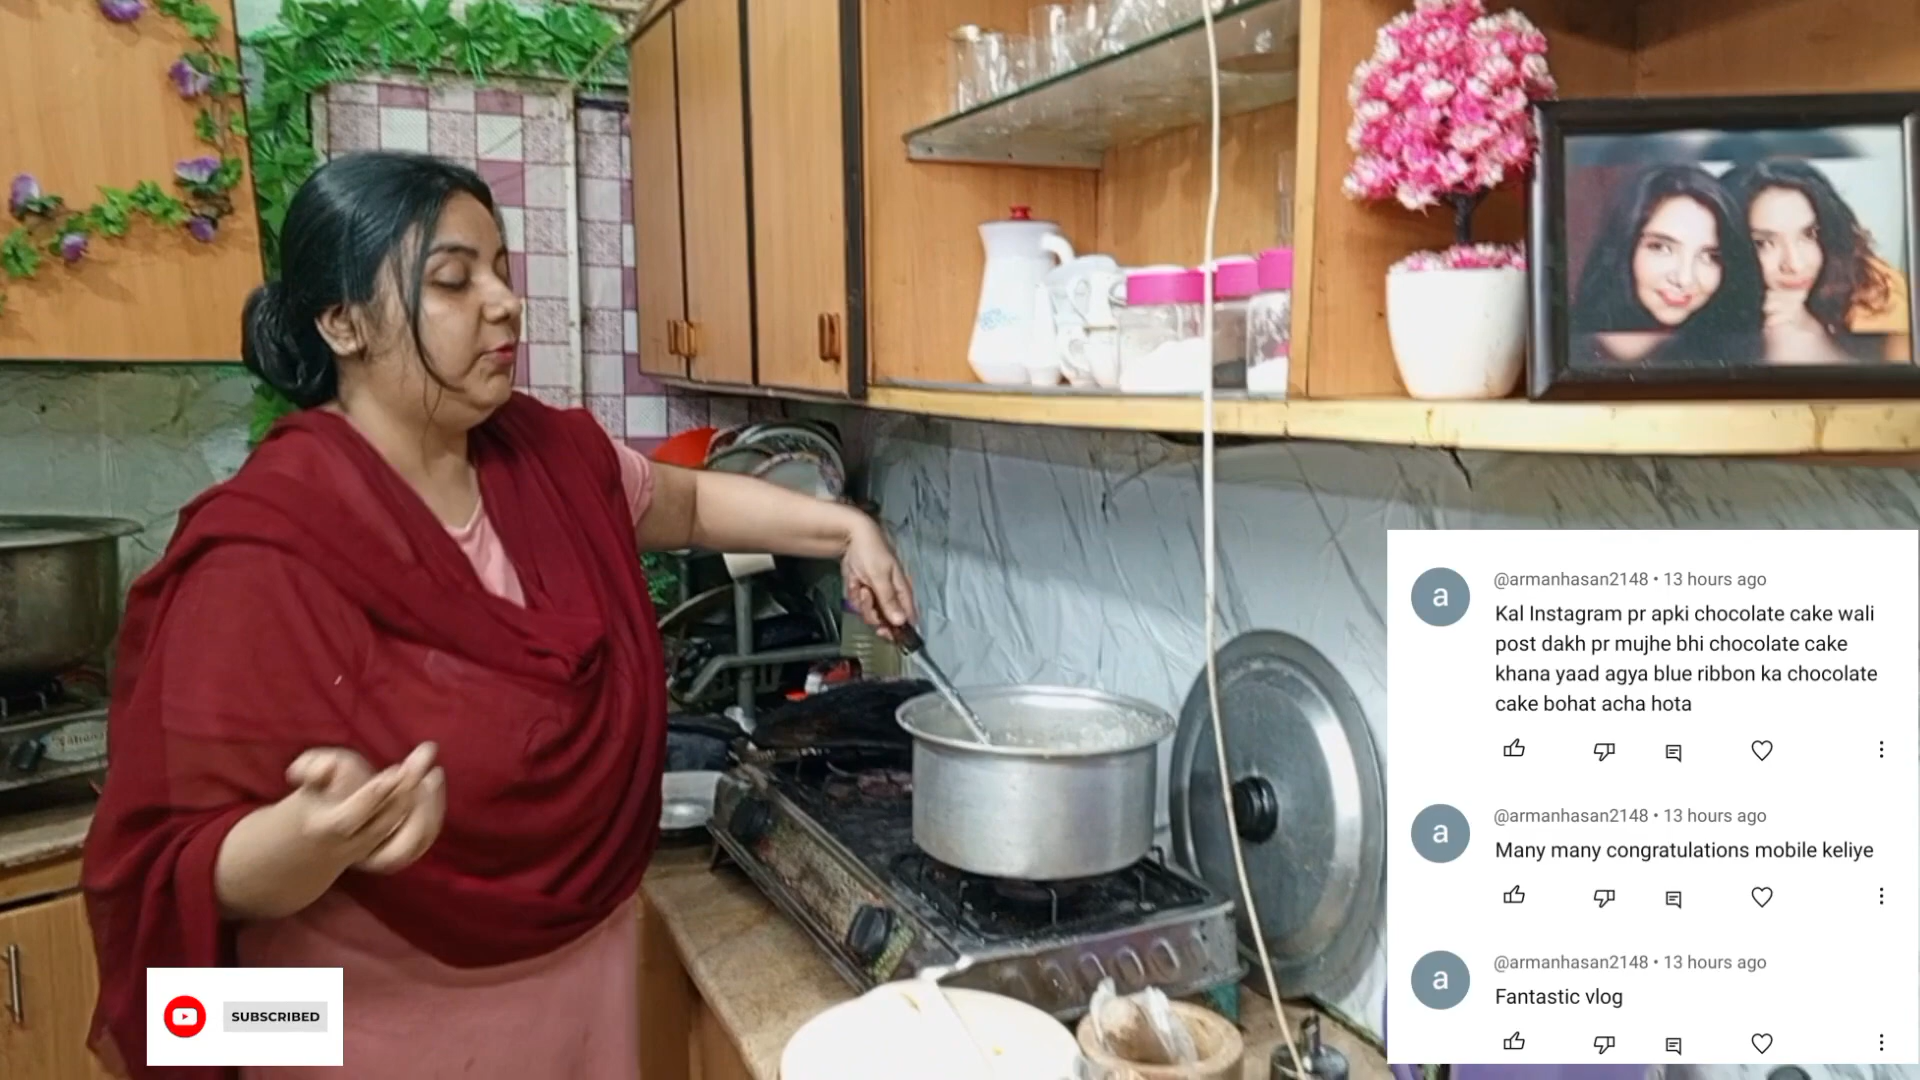 @armanhasan2148 • 13 hours ago
Kal Instagram pr apki chocolate cake wali
post dakh pr mujhe bhi chocolate cake
khana yaad agya blue ribbon ka chocolate
cake bohat acha hota
@armanhasan2148 • 13 hours ago
Many many congratulations mobile keliye
@armanhasan2148 • 13 hours ago
Fantastic vlog
a
a
a
SUBSCRIBED